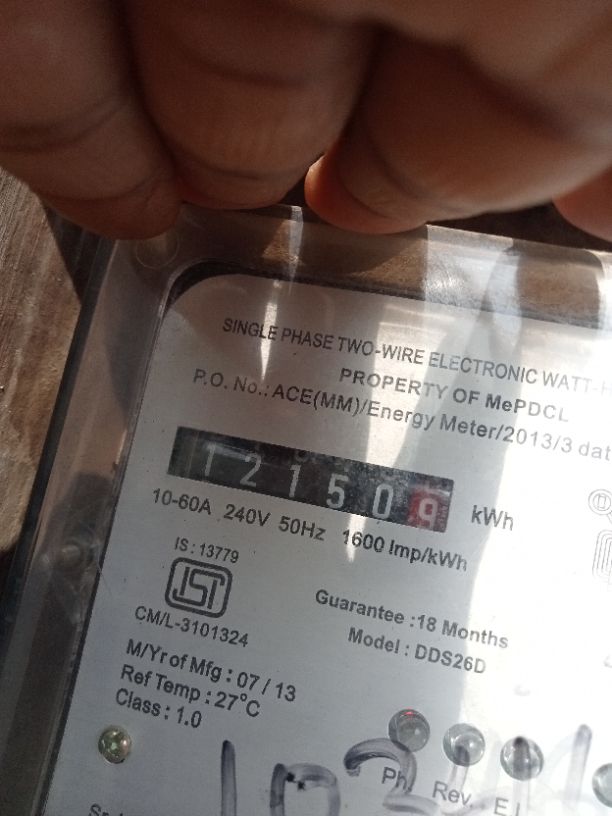 SINGLE PHASE TWO-WIRE ELECTRONIC WATT-
PROPERTY OF MePDCL
P.O. No.: ACE(MM)/Energy Meter/2013/3 dat
1 2 1 5 0 9 kWh
10-60A 240V 50Hz 1600 Imp/kWh
IS : 13779
ISI
CM/L-3101324
Guarantee : 18 Months
Model : DDS26D
M/Yr of Mfg : 07 / 13
Ref Temp : 27°C
Class : 1.0
Ph. Rev. E.L